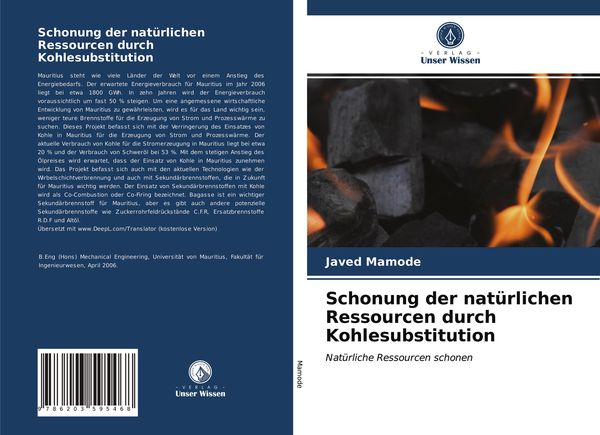 Schonung der natürlichen
Ressourcen durch
Kohlesubstitution
Mauritius steht wie viele Länder der Welt vor einem Anstieg des
Energiebedarfs. Der erwartete Energieverbrauch für Mauritius im Jahr 2006
liegt bei etwa 1800 GWh. In zehn Jahren wird der Energieverbrauch
voraussichtlich um fast 50 % steigen. Um eine angemessene wirtschaftliche
Entwicklung von Mauritius zu gewährleisten, wird es für das Land wichtig sein,
weniger teure Brennstoffe für die Erzeugung von Strom und Prozesswärme zu
suchen. Dieses Projekt befasst sich mit der Verringerung des Einsatzes von
Kohle in Mauritius für die Erzeugung von Strom und Prozesswärme. Der
aktuelle Verbrauch von Kohle für die Stromerzeugung in Mauritius liegt bei etwa
20 % und der Verbrauch von Schweröl bei 53 %. Mit dem stetigen Anstieg des
Ölpreises wird erwartet, dass der Einsatz von Kohle in Mauritius zunehmen
wird. Das Projekt befasst sich auch mit den aktuellen Technologien wie der
Wirbelschichtverbrennung und auch mit Sekundärbrennstoffen, die in Zukunft
für Mauritius wichtig werden. Der Einsatz von Sekundärbrennstoffen mit Kohle
wird als Co-Combustion oder Co-Firing bezeichnet. Bagasse ist ein wichtiger
Sekundärbrennstoff für Mauritius, aber es gibt auch andere potenzielle
Sekundärbrennstoffe wie Zuckerrohrfeldrückstände C.F.R, Ersatzbrennstoffe
R.D.F und Altöl.
Übersetzt mit www.DeepL.com/Translator (kostenlose Version)
B.Eng (Hons) Mechanical Engineering, Universität von Mauritius, Fakultät für
Ingenieurwesen, April 2006.
9 786203 595468
VERLAG
Unser Wissen
Mamode
VERLAG
Unser Wissen
Javed Mamode
Schonung der natürlichen
Ressourcen durch
Kohlesubstitution
Natürliche Ressourcen schonen